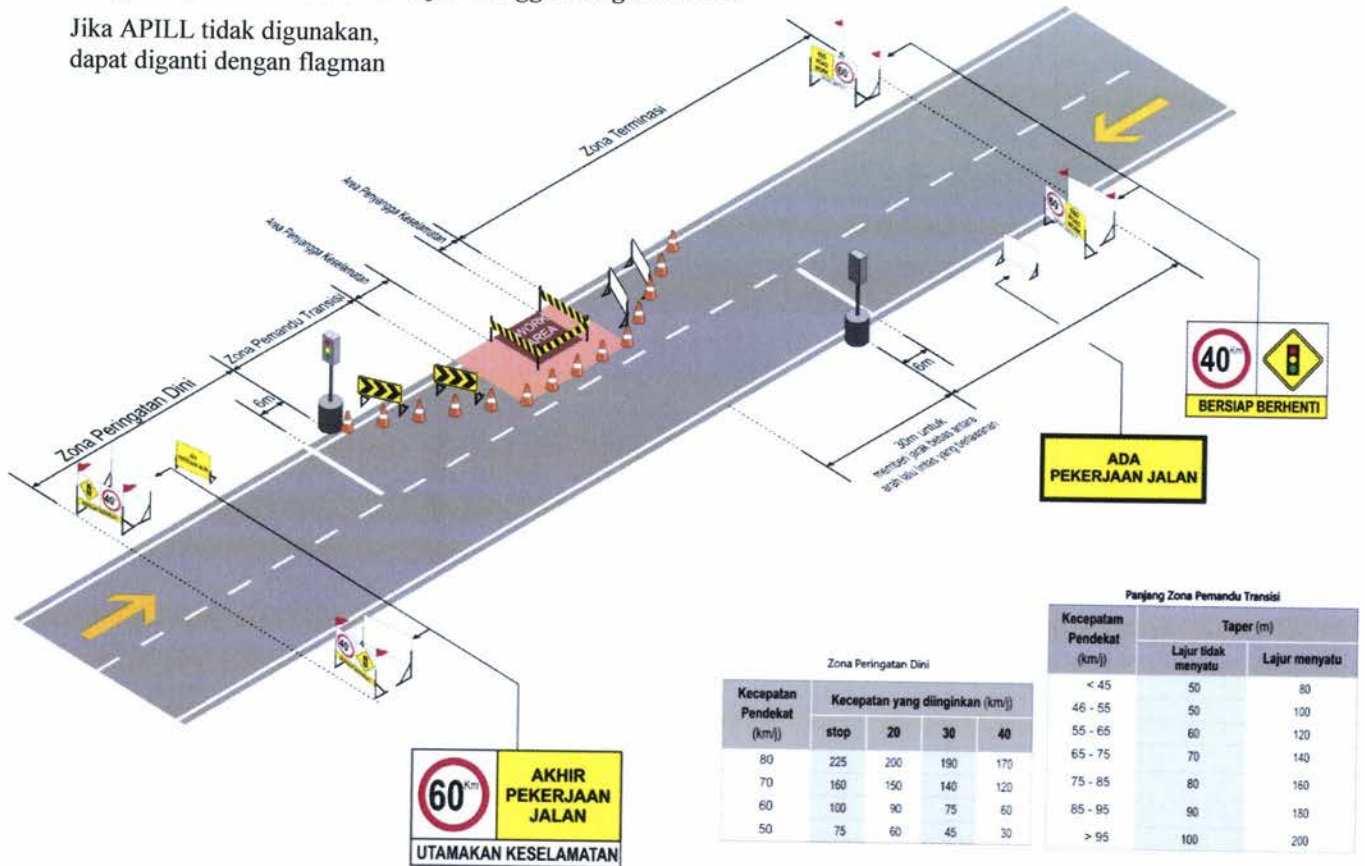 Jika APILL tidak digunakan,
dapat diganti dengan flagman
Zona Terminasi
Area Penyangga Keselamatan
Area Penyangga Keselamatan
Zona Pemandu Transisi
Zona Peringatan Dini
6m
WORK
AREA
60
60
6m
30m untuk
memberi jarak bebas antara
arah lalu lintas yang berlawanan
40
40
40 Km
BERSIAP BERHENTI
ADA
PEKERJAAN JALAN
60 Km
AKHIR
PEKERJAAN
JALAN
UTAMAKAN KESELAMATAN
Zona Peringatan Dini
Kecepatan Pendekat (km/j) Kecepatan yang diinginkan (km/j)
stop 20 30 40
80 225 200 190 170
70 160 150 140 120
60 100 90 75 60
50 75 60 45 30
Panjang Zona Pemandu Transisi
Kecepatam Pendekat (km/j) Taper (m)
Lajur tidak menyatu Lajur menyatu
< 45 50 80
46 - 55 50 100
55 - 65 60 120
65 - 75 70 140
75 - 85 80 160
85 - 95 90 180
> 95 100 200